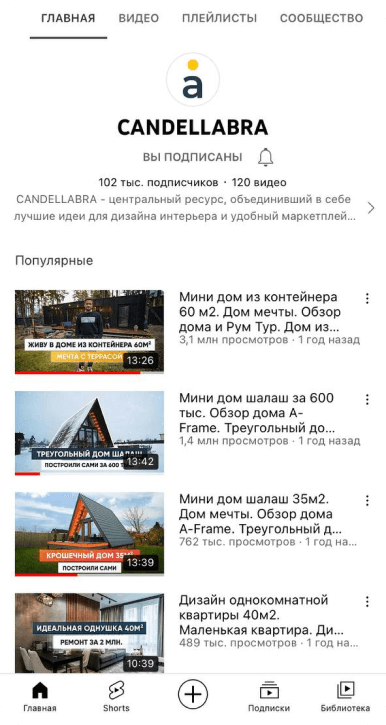 ГЛАВНАЯ ВИДЕО ПЛЕЙЛИСТЫ СООБЩЕСТВО
a
CANDELLABRA
ВЫ ПОДПИСАНЫ
102 тыс. подписчиков · 120 видео
CANDELLABRA - центральный ресурс, объединивший в себе
лучшие идеи для дизайна интерьера и удобный маркетплей...
Популярные
ЖИВУ В ДОМЕ ИЗ КОНТЕЙНЕРА 60М²
МЕЧТА С ТЕРРАСОЙ
13:26
Мини дом из контейнера
60 м2. Дом мечты. Обзор
дома и Рум Тур. Дом из...
3,1 млн просмотров · 1 год назад
ТРЕУГОЛЬНЫЙ ДОМ ШАЛАШ
ПОСТРОИЛИ САМИ ЗА 600 Т
13:42
Мини дом шалаш за 600
тыс. Обзор дома A-
Frame. Треугольный до...
1,4 млн просмотров · 1 год назад
КРОШЕЧНЫЙ ДОМ 35М²
ПОСТРОИЛИ САМИ
13:39
Мини дом шалаш 35м2.
Дом мечты. Обзор дома
A-Frame. Треугольный д...
762 тыс. просмотров · 1 год на...
ИДЕАЛЬНАЯ ОДНУШКА 40М²
РЕМОНТ ЗА 2 МЛН.
10:39
Дизайн однокомнатной
квартиры 40м2.
Маленькая квартира. Ди...
489 тыс. просмотров · 1 год на...
Главная Shorts Подписки Библиотека